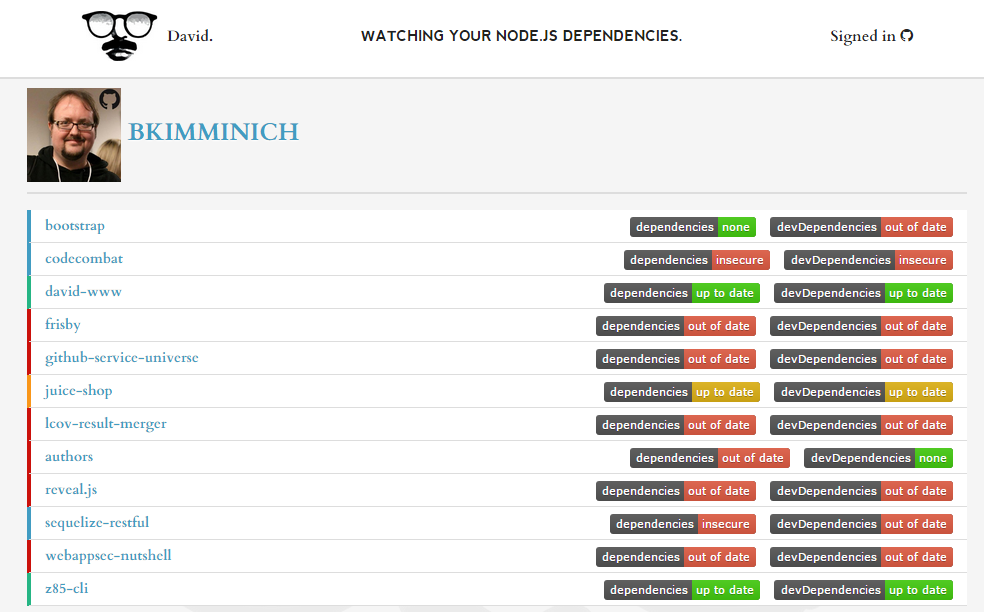 David. WATCHING YOUR NODE.JS DEPENDENCIES. Signed in
BKIMMINICH
bootstrap dependencies none devDependencies out of date
codecombat dependencies insecure devDependencies insecure
david-www dependencies up to date devDependencies up to date
frisby dependencies out of date devDependencies out of date
github-service-universe dependencies out of date devDependencies out of date
juice-shop dependencies up to date devDependencies up to date
lcov-result-merger dependencies out of date devDependencies out of date
authors dependencies out of date devDependencies none
reveal.js dependencies out of date devDependencies out of date
sequelize-restful dependencies insecure devDependencies out of date
webappsec-nutshell dependencies out of date devDependencies out of date
z85-cli dependencies up to date devDependencies up to date